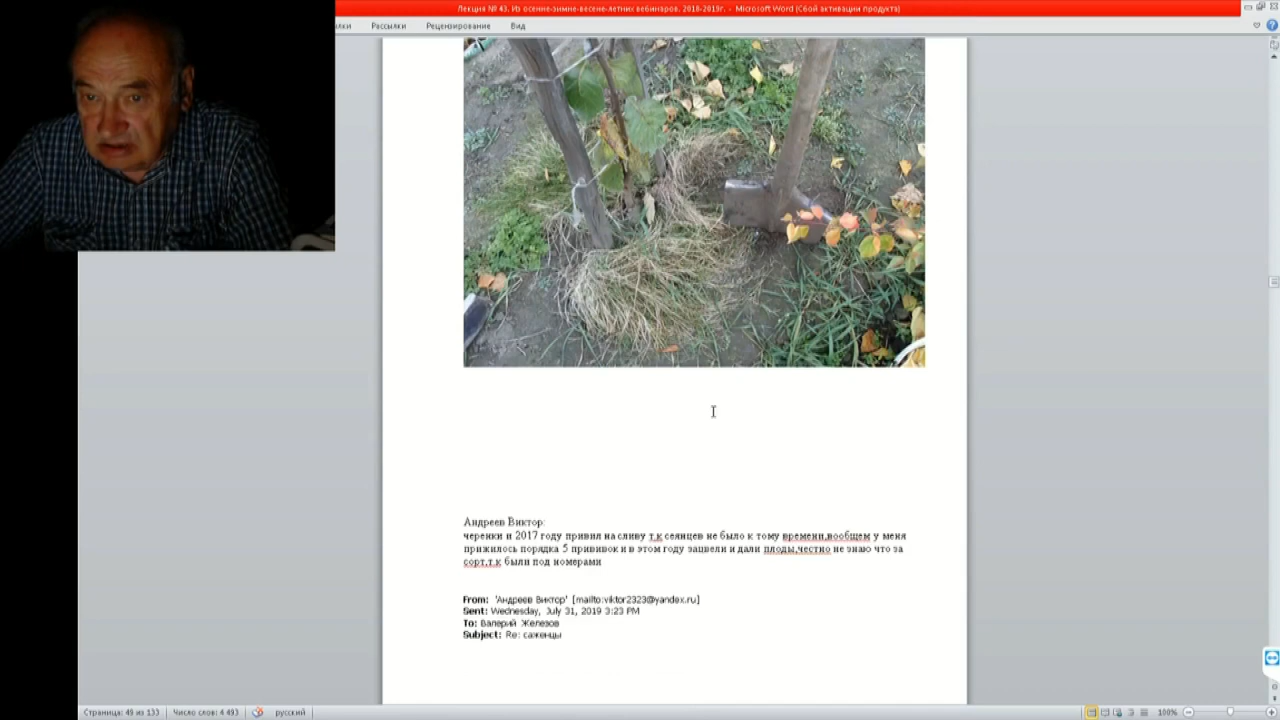 Лекция № 43. Из осенне-зимне-весене-летних вебинаров. 2018-2019г. - Microsoft Word (Сбой активации продукта)
лки Рассылки Рецензирование Вид
Андреев Виктор:
черенки и 2017 году привил на сливу т.к сеянцев не было к тому времени,вообщем у меня
прижилось порядка 5 прививок и в этом году зацвели и дали плоды,честно не знаю что за
сорт,т.к были под номерами
From: 'Андреев Виктор' [mailto:viktor2323@yandex.ru]
Sent: Wednesday, July 31, 2019 3:23 PM
To: Валерий Железов
Subject: Re: саженцы
Страница: 49 из 133 Число слов: 4 493 русский 100%